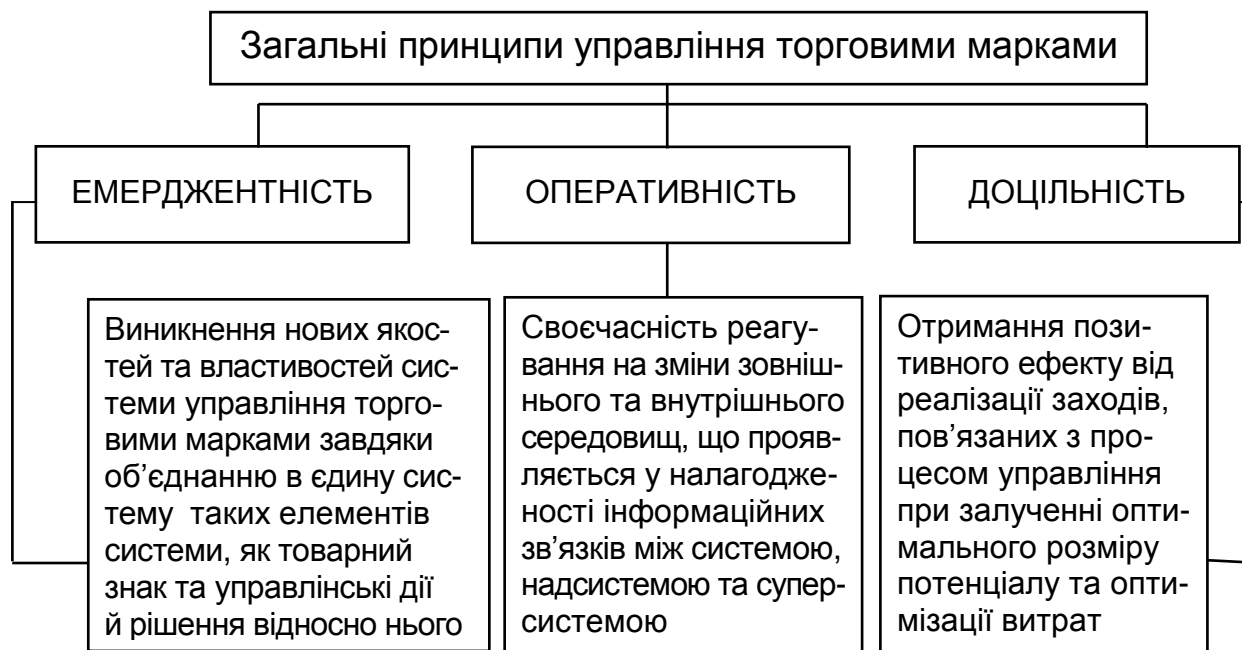 Загальні принципи управління торговими марками
ЕМЕРДЖЕНТНІСТЬ
ОПЕРАТИВНІСТЬ
ДОЦІЛЬНІСТЬ
Виникнення нових якос-
тей та властивостей сис-
теми управління торго-
вими марками завдяки
об’єднанню в єдину сис-
тему таких елементів
системи, як товарний
знак та управлінські дії
й рішення відносно нього
Своєчасність реагу-
вання на зміни зовніш-
нього та внутрішнього
середовищ, що прояв-
ляється у налагодже-
ності інформаційних
зв’язків між системою,
надсистемою та супер-
системою
Отримання пози-
тивного ефекту від
реалізації заходів,
пов’язаних з про-
цесом управління
при залученні опти-
мального розміру
потенціалу та опти-
мізації витрат